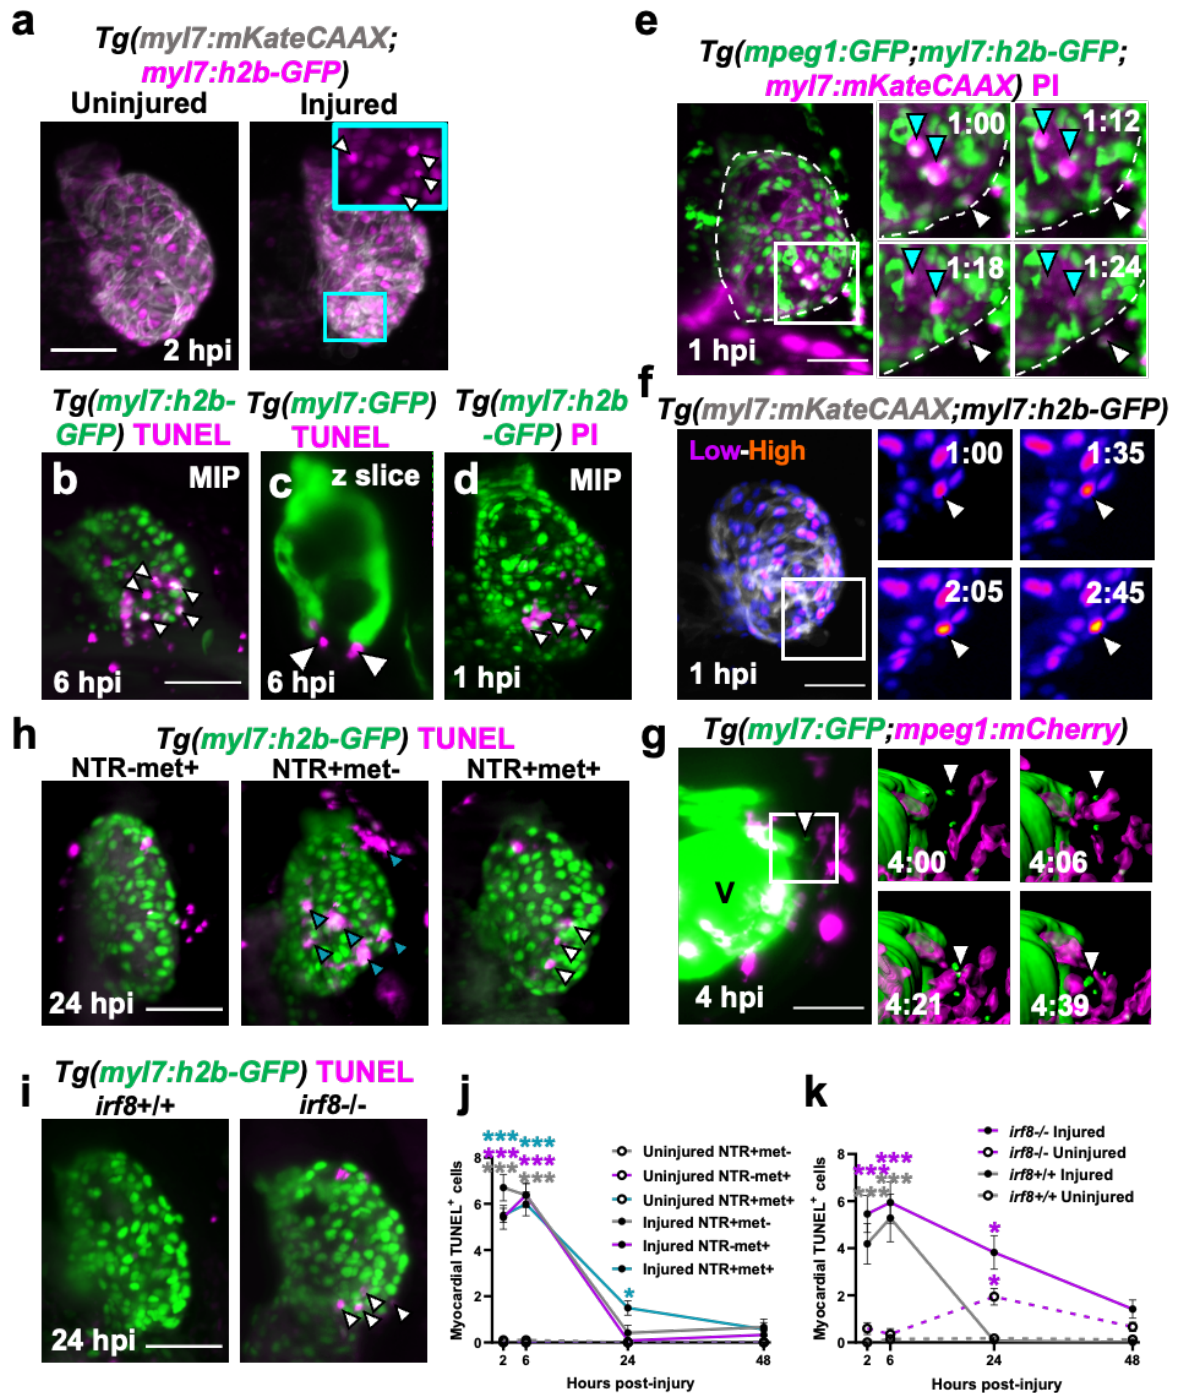 a
Tg(myl7:mKateCAAX;
myl7:h2b-GFP)
Uninjured
Injured
2 hpi
Tg(myl7:h2b-
GFP) TUNEL
b
MIP
6 hpi
Tg(myl7:GFP)
TUNEL
c
z slice
6 hpi
Tg(myl7:h2b
-GFP) PI
d
MIP
1 hpi
e
Tg(mpeg1:GFP;myl7:h2b-GFP;
myl7:mKateCAAX) PI
1 hpi
1:00
1:12
1:18
1:24
f
Tg(myl7:mKateCAAX;myl7:h2b-GFP)
Low-High
1 hpi
1:00
1:35
2:05
2:45
g
Tg(myl7:GFP;mpeg1:mCherry)
V
4 hpi
4:00
4:06
4:21
4:39
h
Tg(myl7:h2b-GFP) TUNEL
NTR-met+
NTR+met-
NTR+met+
24 hpi
i
Tg(myl7:h2b-GFP) TUNEL
irf8+/+
irf8-/-
24 hpi
j
Myocardial TUNEL+ cells
8
6
4
2
0
*** ***
*** ***
*** ***
*
Uninjured NTR+met-
Uninjured NTR-met+
Uninjured NTR+met+
Injured NTR+met-
Injured NTR-met+
Injured NTR+met+
2 6 24 48
Hours post-injury
k
Myocardial TUNEL+ cells
8
6
4
2
0
*** ***
*** ***
*
*
irf8-/- Injured
irf8-/- Uninjured
irf8+/+ Injured
irf8+/+ Uninjured
2 6 24 48
Hours post-injury